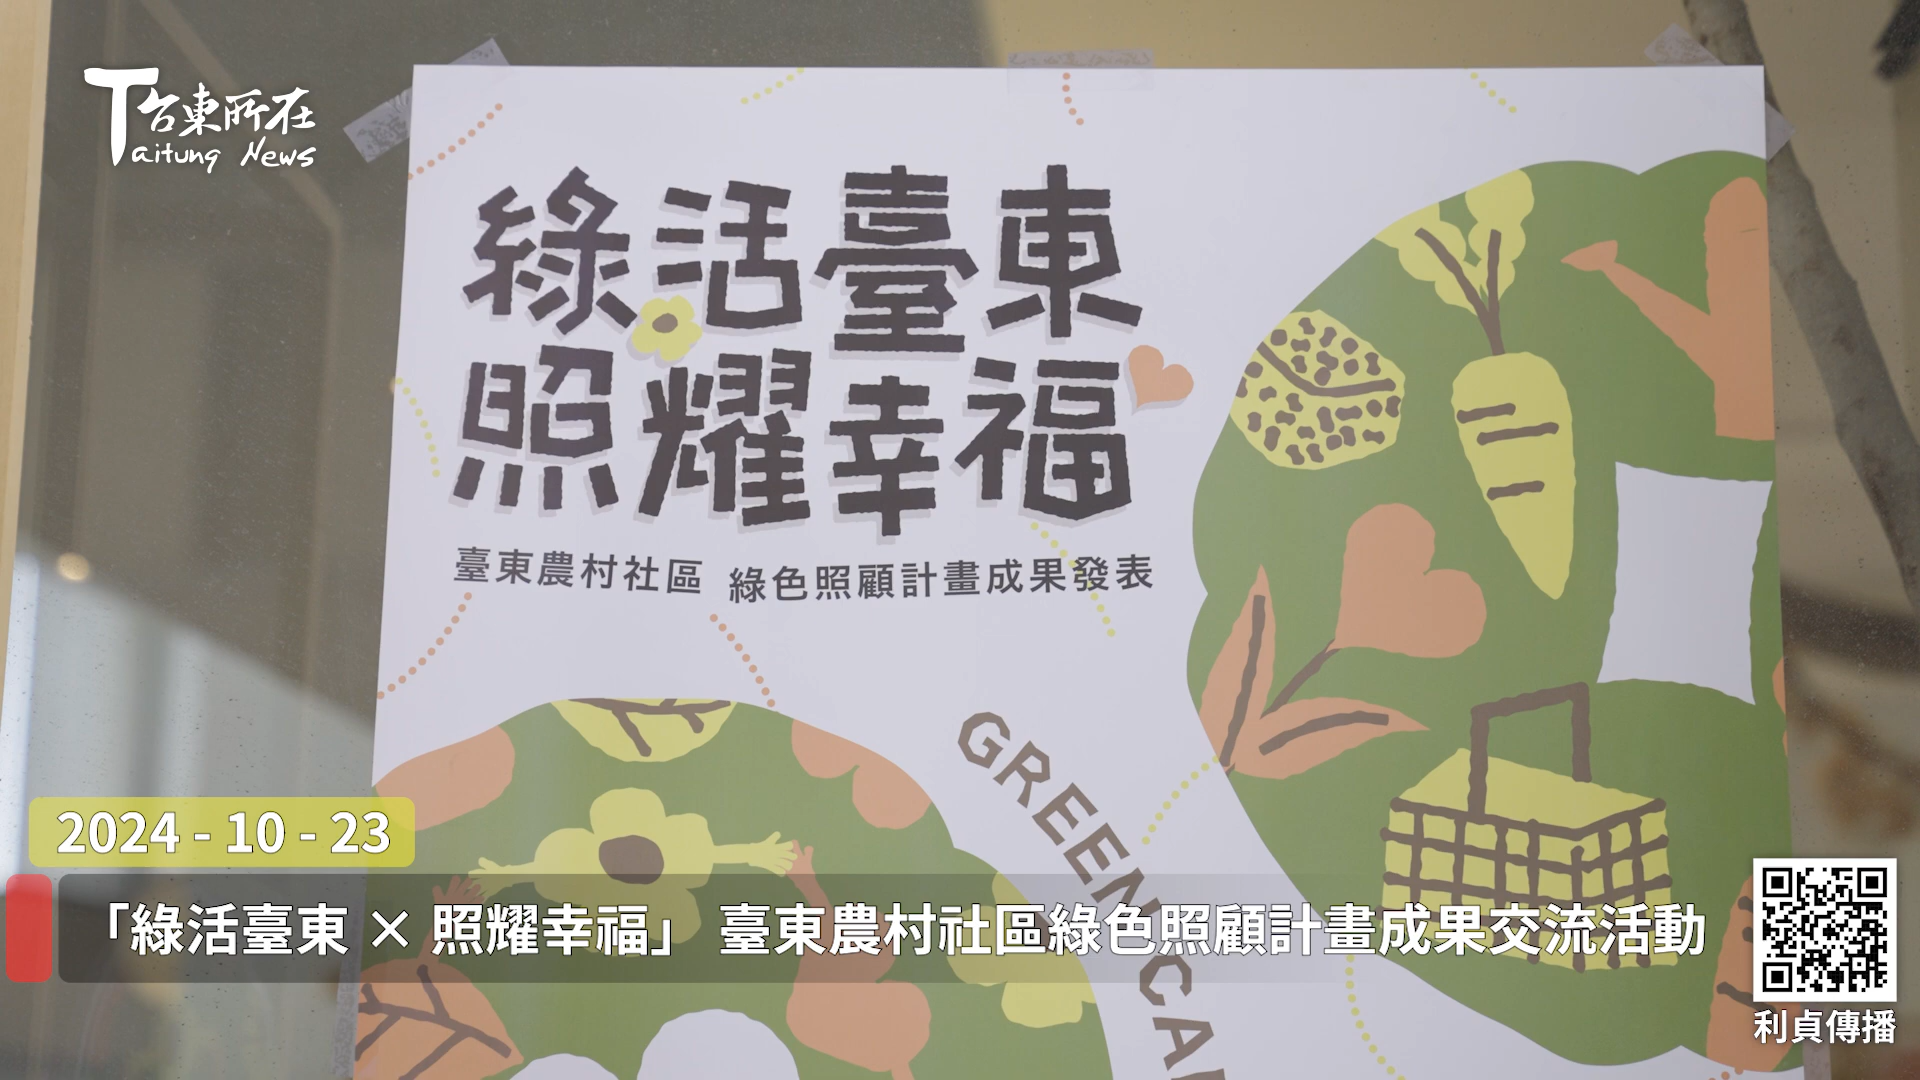 台東所在
Taitung News
綠活臺東
照耀幸福
臺東農村社區 綠色照顧計畫成果發表
GREEN CA
2024 - 10 - 23
「綠活臺東 × 照耀幸福」 臺東農村社區綠色照顧計畫成果交流活動
利貞傳播